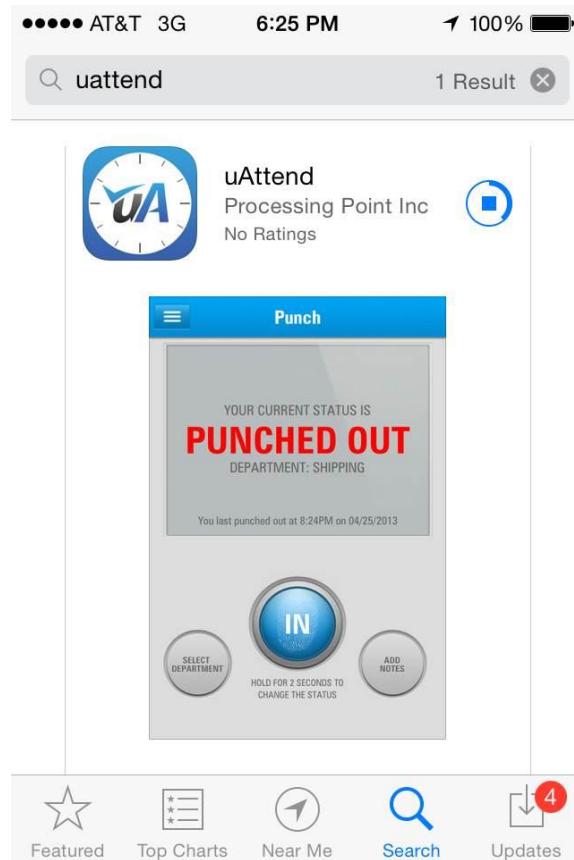 AT&T 3G 6:25 PM 100%
uattend 1 Result
uA
uAttend
Processing Point Inc
No Ratings
Punch
YOUR CURRENT STATUS IS
PUNCHED OUT
DEPARTMENT: SHIPPING
You last punched out at 8:24PM on 04/25/2013
IN
SELECT
DEPARTMENT
HOLD FOR 2 SECONDS TO
CHANGE THE STATUS
ADD
NOTES
4
Featured Top Charts Near Me Search Updates